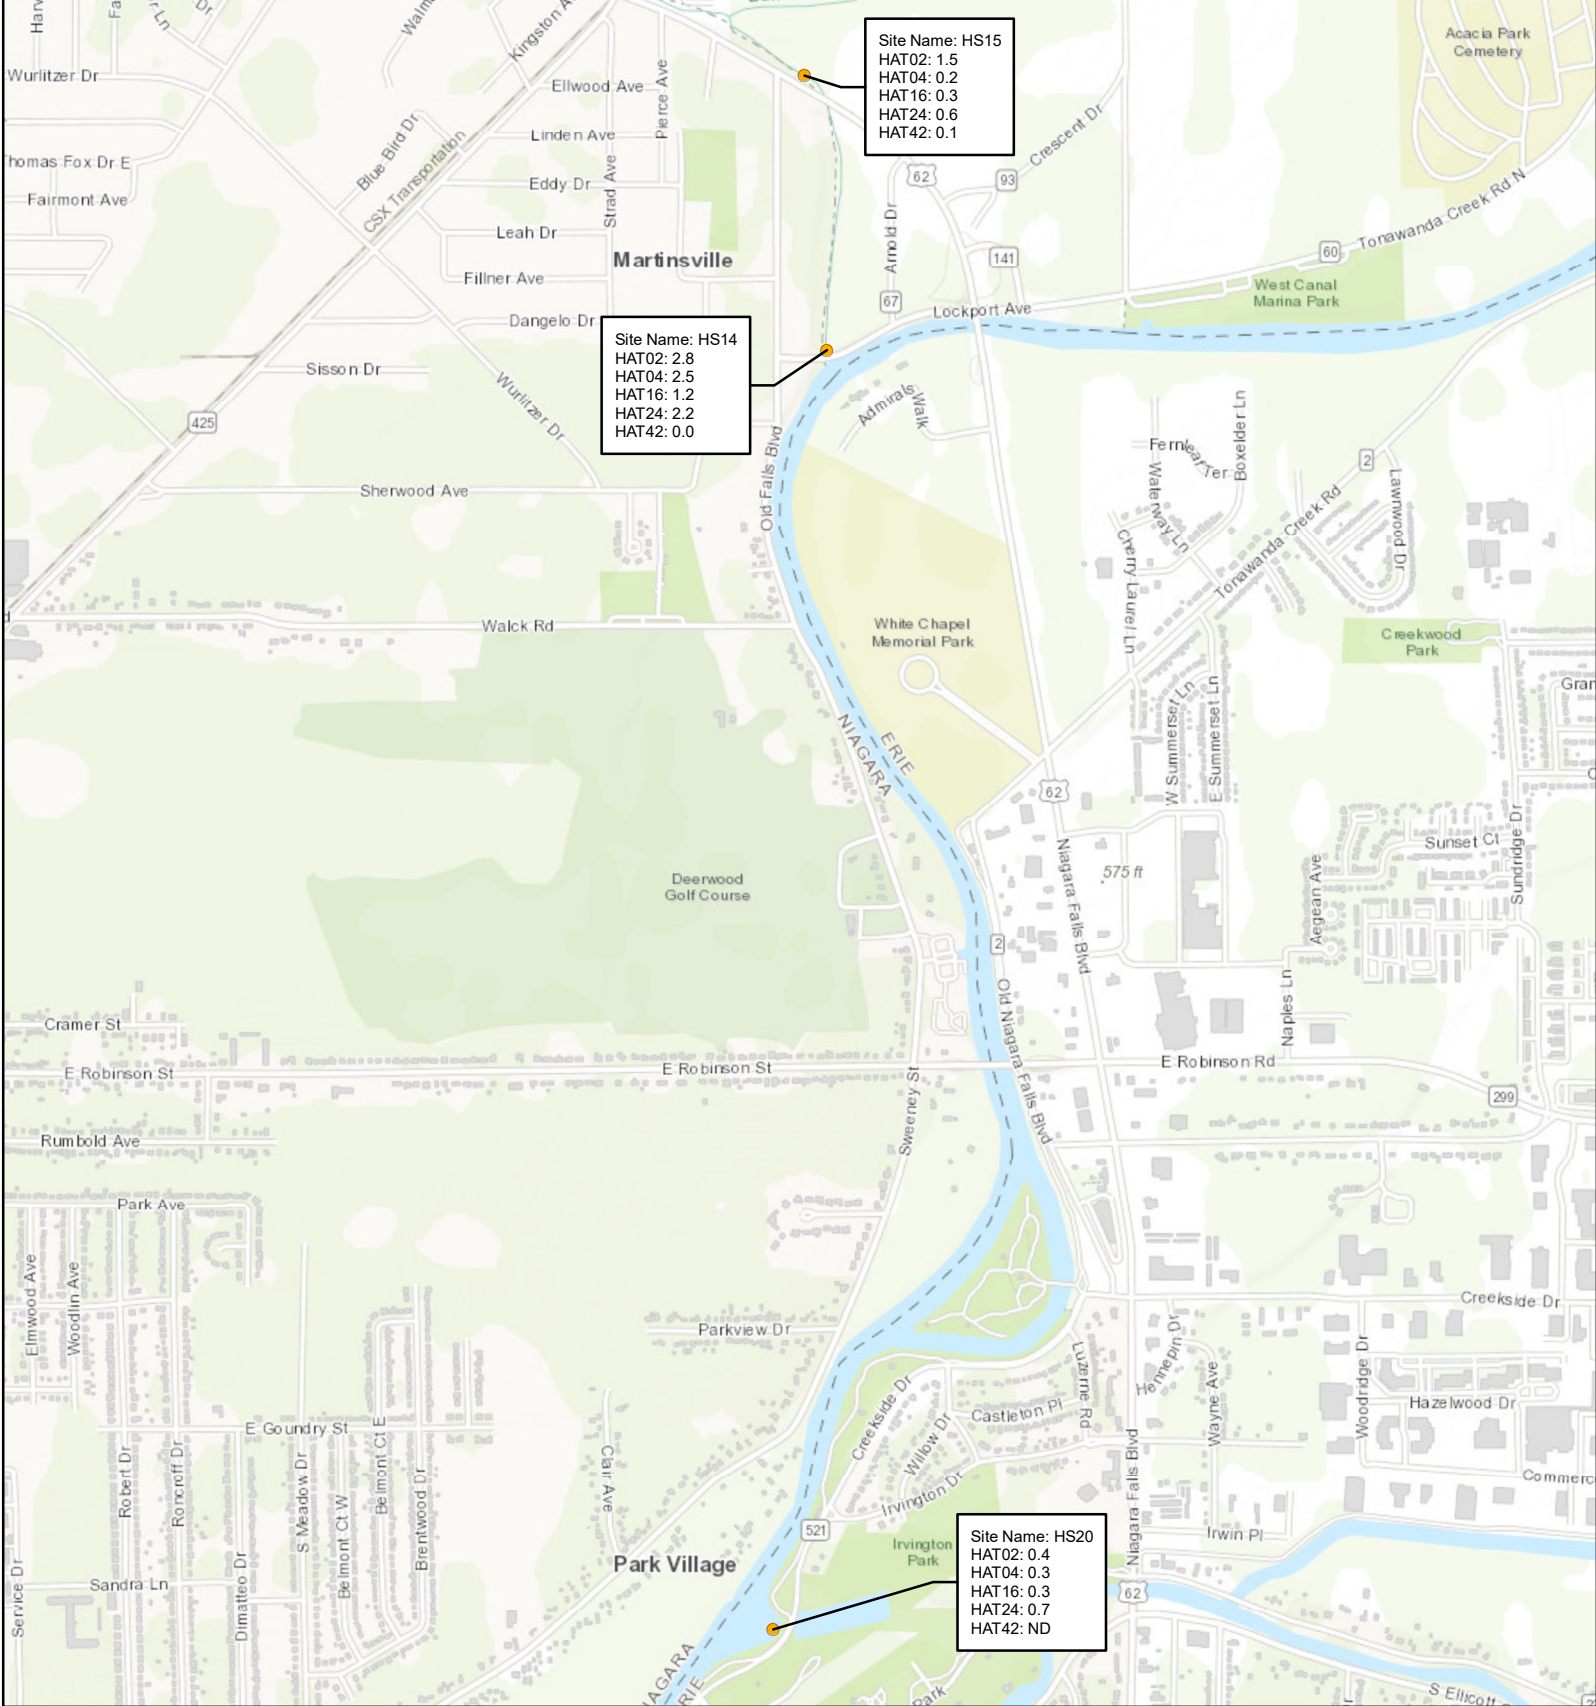 Wurlitzer Dr
Kingston
Site Name: HS15
HAT02: 1.5
HAT04: 0.2
HAT16: 0.3
HAT24: 0.6
HAT42: 0.1
Acacia Park
Cemetery
Ellwood Ave
Pierce Ave
Linden Ave
Blue Bird Dr
CSX Transportation
Thomas Fox Dr E
Fairmont Ave
Eddy Dr
Strad Ave
Leah Dr
Martinsville
Fillner Ave
Dangelo Dr
62
93
Crescent Dr
Arnold Dr
141
67
Lockport Ave
60
Tonawanda Creek Rd N
West Canal
Marina Park
Site Name: HS14
HAT02: 2.8
HAT04: 2.5
HAT16: 1.2
HAT24: 2.2
HAT42: 0.0
Sisson Dr
Wurlitzer Dr
425
Admirals Walk
Old Falls Blvd
Sherwood Ave
Fernlear Ter
Boxelder Ln
Waterway Ln
Cherry Laurel Ln
Tonawanda Creek Rd
2
Lawnwood Dr
Walck Rd
White Chapel
Memorial Park
Creekwood
Park
NIAGARA
ERIE
W Summerset Ln
E Summerset Ln
62
Niagara Falls Blvd
575 ft
Sunset Ct
Sundridge Dr
Aegean Ave
Deerwood
Golf Course
2
Old Niagara Falls Blvd
Naples Ln
Cramer St
E Robinson St
E Robinson St
E Robinson Rd
299
Sweeney St
Rumbold Ave
Park Ave
Elmwood Ave
Woodlin Ave
Parkview Dr
Creekside Dr
Creekside Dr
Luzerne Rd
Hennepin Dr
Wayne Ave
Woodridge Dr
Hazelwood Dr
Castleton Pl
Willow Dr
Irvington Dr
E Goundry St
Robert Dr
Roncroff Dr
S Meadow Dr
Belmont Ct W
Belmont Ct E
Brentwood Dr
Clair Ave
Niagara Falls Blvd
Commerc
521
Irvington
Park
Irwin Pl
Site Name: HS20
HAT02: 0.4
HAT04: 0.3
HAT16: 0.3
HAT24: 0.7
HAT42: ND
Park Village
Sandra Ln
Service Dr
Dimatteo Dr
62
IAGARA
RIE
Park
S Ellicott